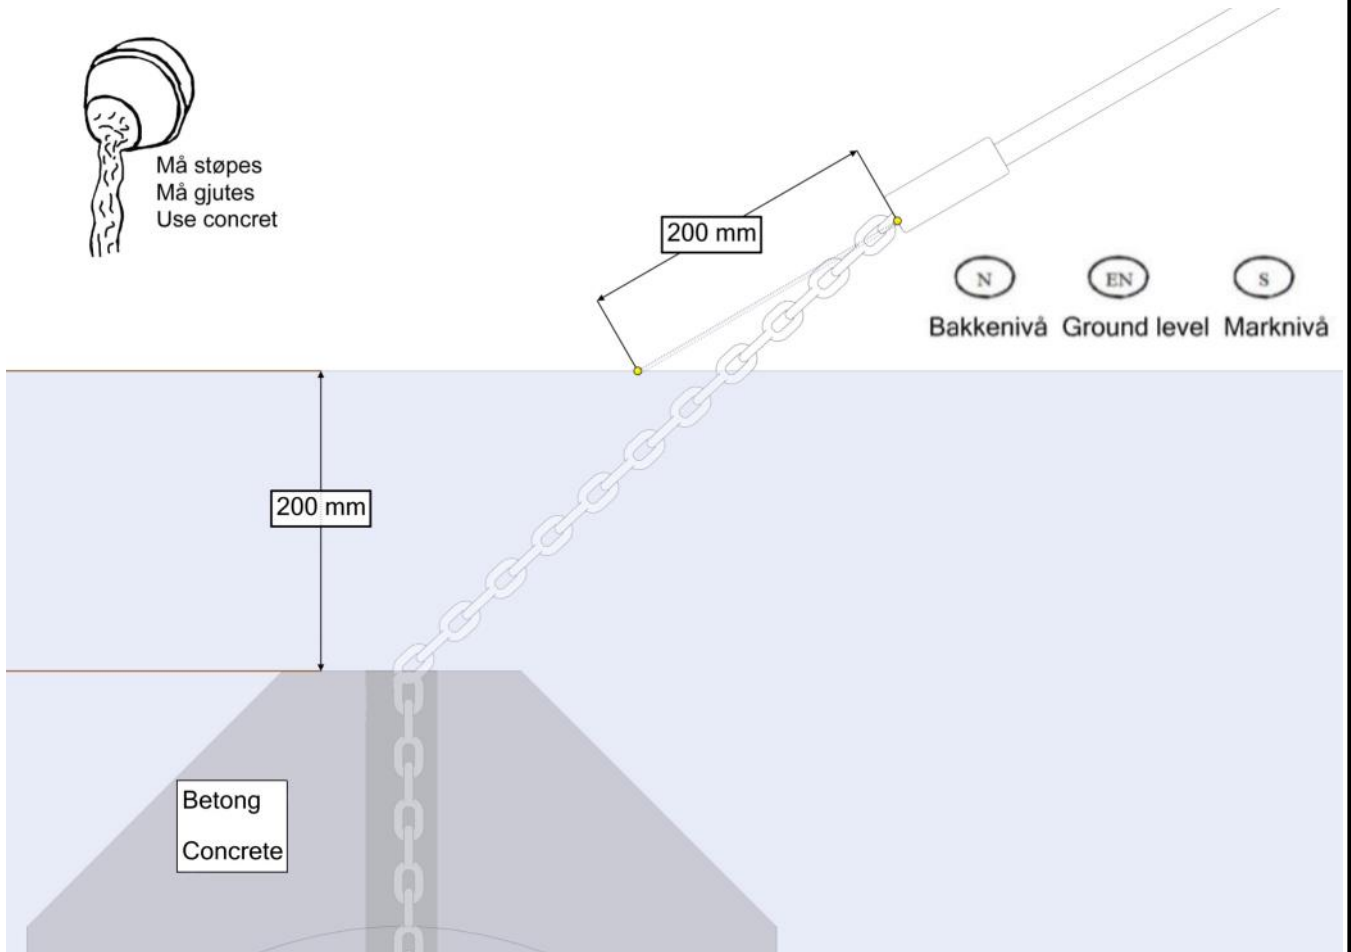 Må støpes
Må gjutes
Use concret
200 mm
N
EN
S
Bakkenivå
Ground level
Marknivå
200 mm
Betong
Concrete